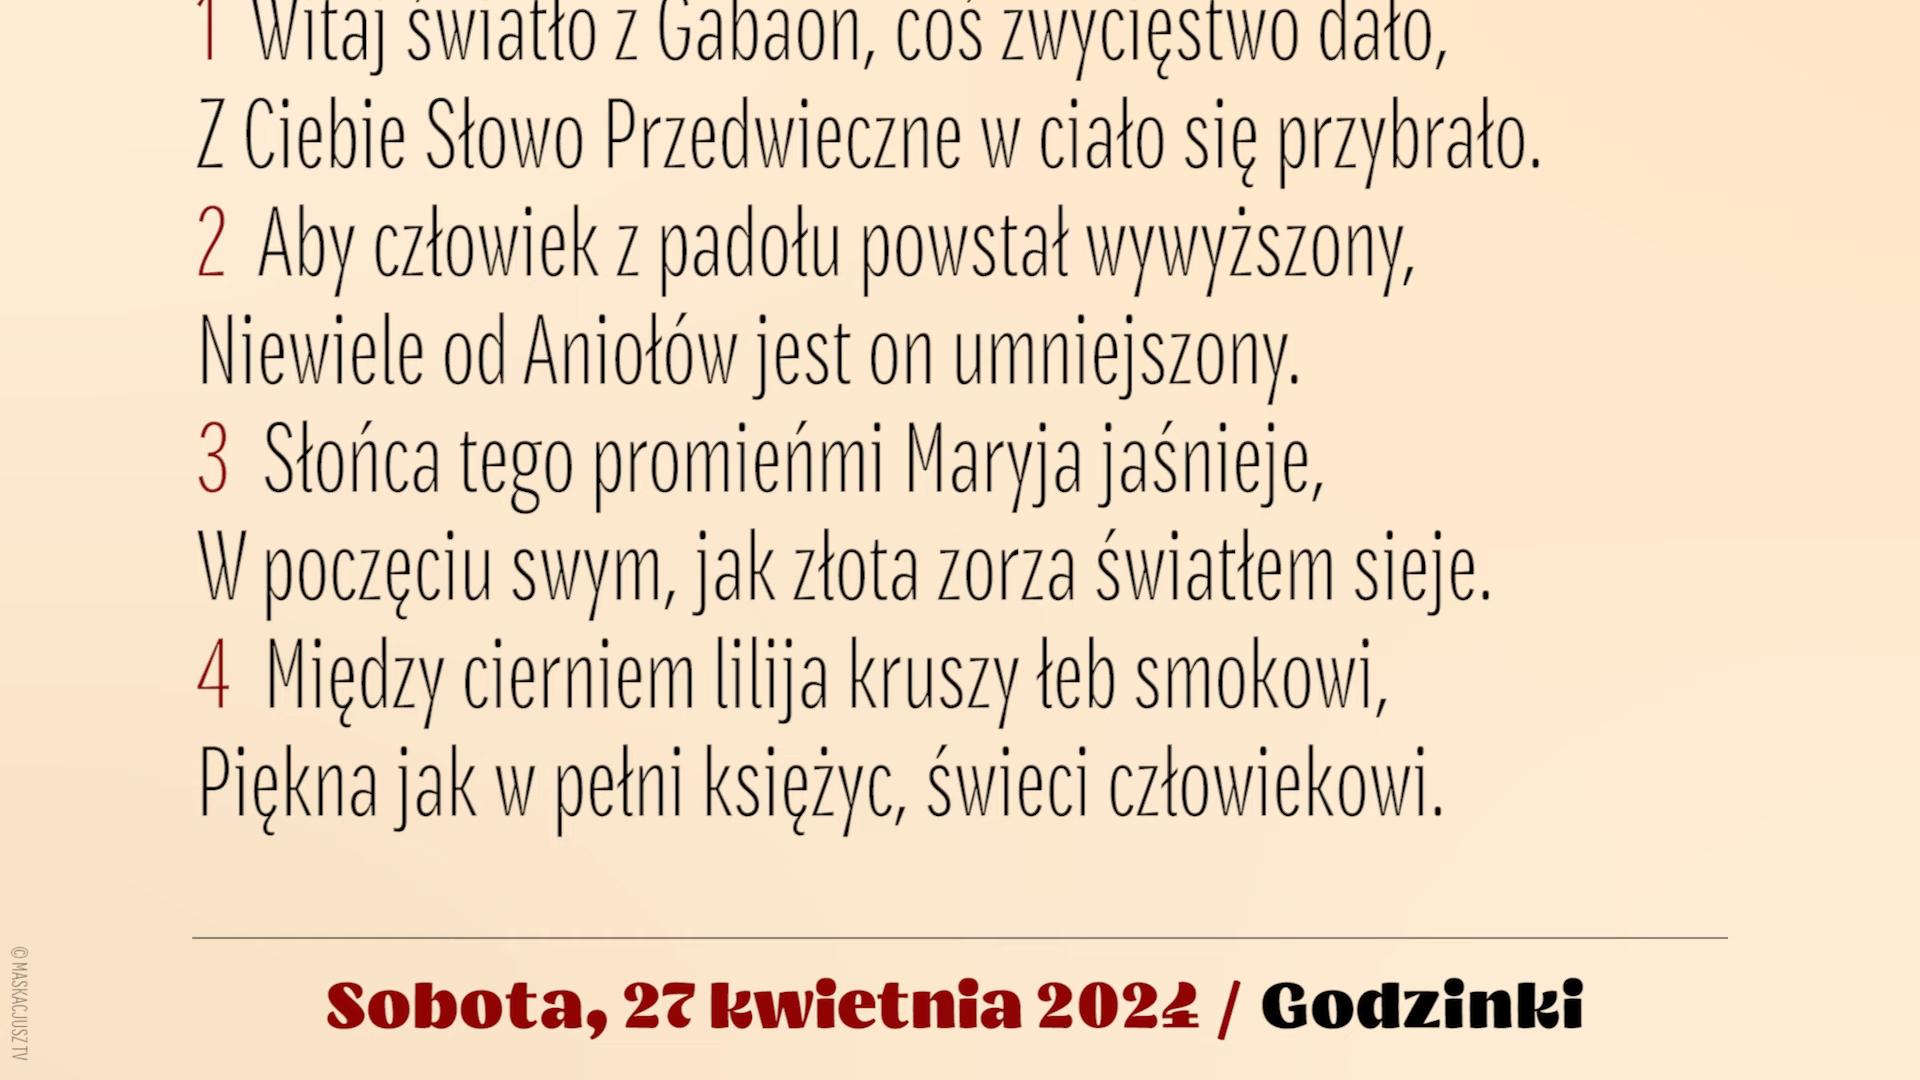 1 Witaj światło z Gabaon, coś zwycięstwo dało,
Z Ciebie Słowo Przedwieczne w ciało się przybrało.
2 Aby człowiek z padołu powstał wywyższony,
Niewiele od Aniołów jest on umniejszony.
3 Słońca tego promieńmi Maryja jaśnieje,
W poczęciu swym, jak złota zorza światłem sieje.
4 Między cierniem lilija kruszy łeb smokowi,
Piękna jak w pełni księżyc, świeci człowiekowi.
Sobota, 27 kwietnia 2024 / Godzinki
© MASKACJUSZ TV